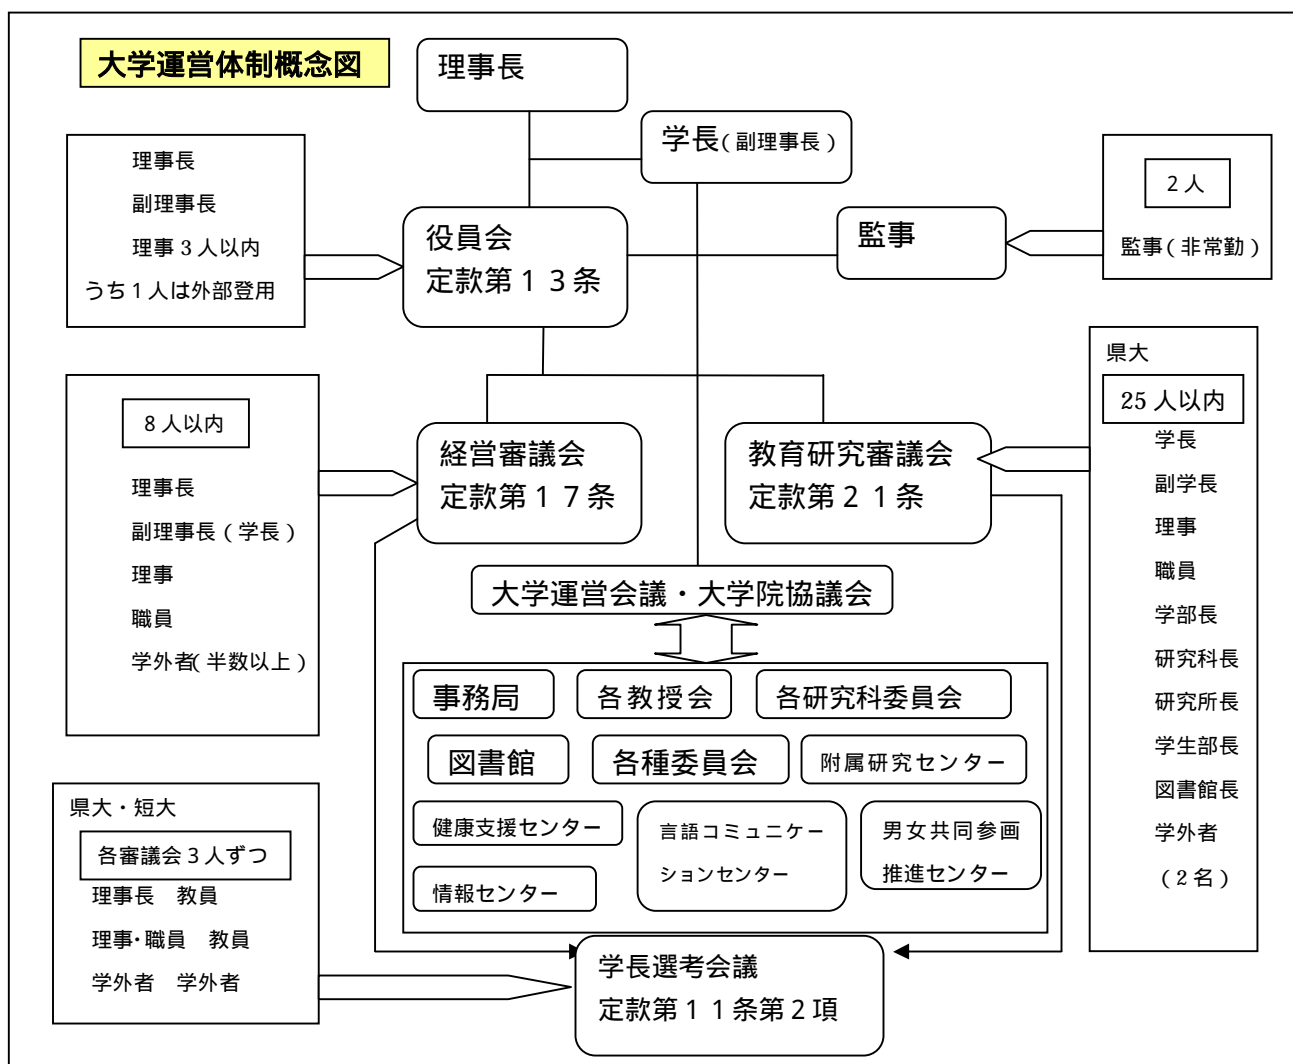 大学運営体制概念図
理事長
学長(副理事長)
理事長
副理事長
理事3人以内
うち1人は外部登用
役員会
定款第13条
監事
2人
監事(非常勤)
8人以内
理事長
副理事長(学長)
理事
職員
学外者(半数以上)
経営審議会
定款第17条
教育研究審議会
定款第21条
県大
25人以内
学長
副学長
理事
職員
学部長
研究科長
研究所長
学生部長
図書館長
学外者
(2名)
大学運営会議・大学院協議会
事務局
各教授会
各研究科委員会
図書館
各種委員会
附属研究センター
健康支援センター
言語コミュニケー
ションセンター
男女共同参画
推進センター
情報センター
県大・短大
各審議会3人ずつ
理事長 教員
理事・職員 教員
学外者 学外者
学長選考会議
定款第11条第2項